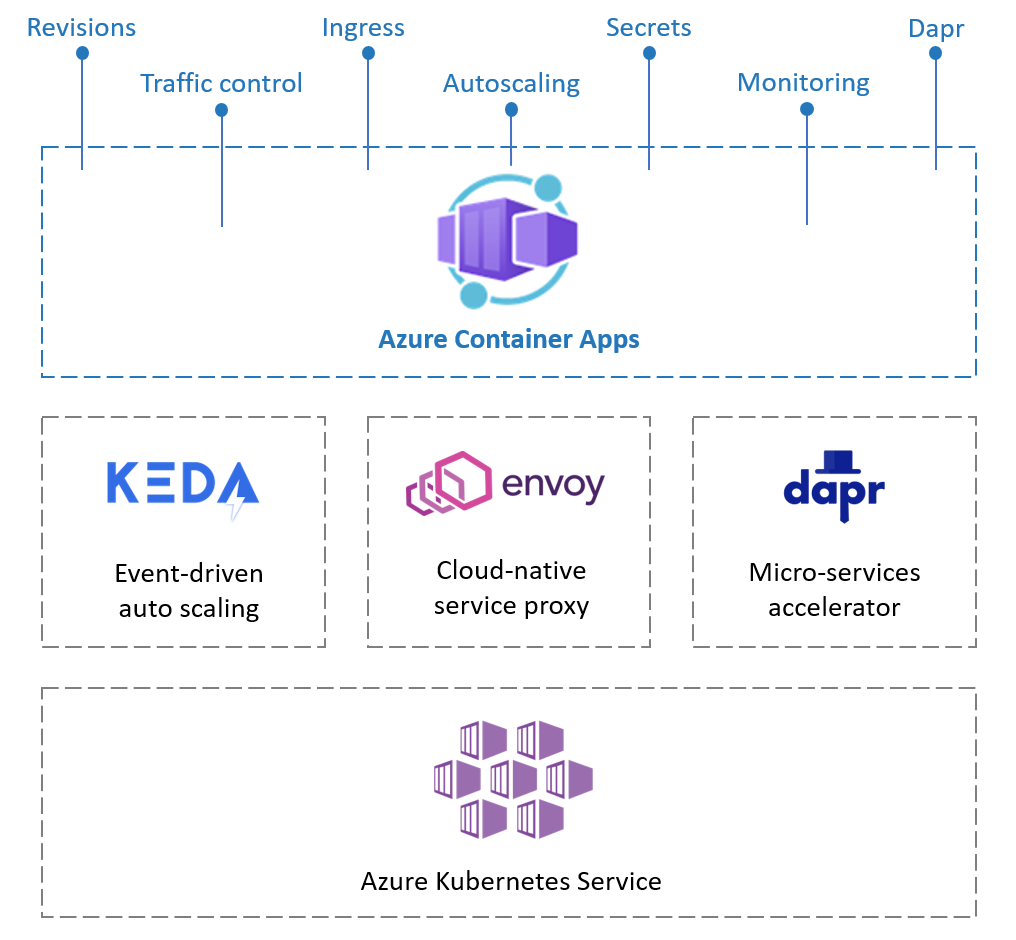 Revisions
Ingress
Secrets
Dapr
Traffic control
Autoscaling
Monitoring
Azure Container Apps
KEDA
Event-driven
auto scaling
envoy
Cloud-native
service proxy
dapr
Micro-services
accelerator
Azure Kubernetes Service